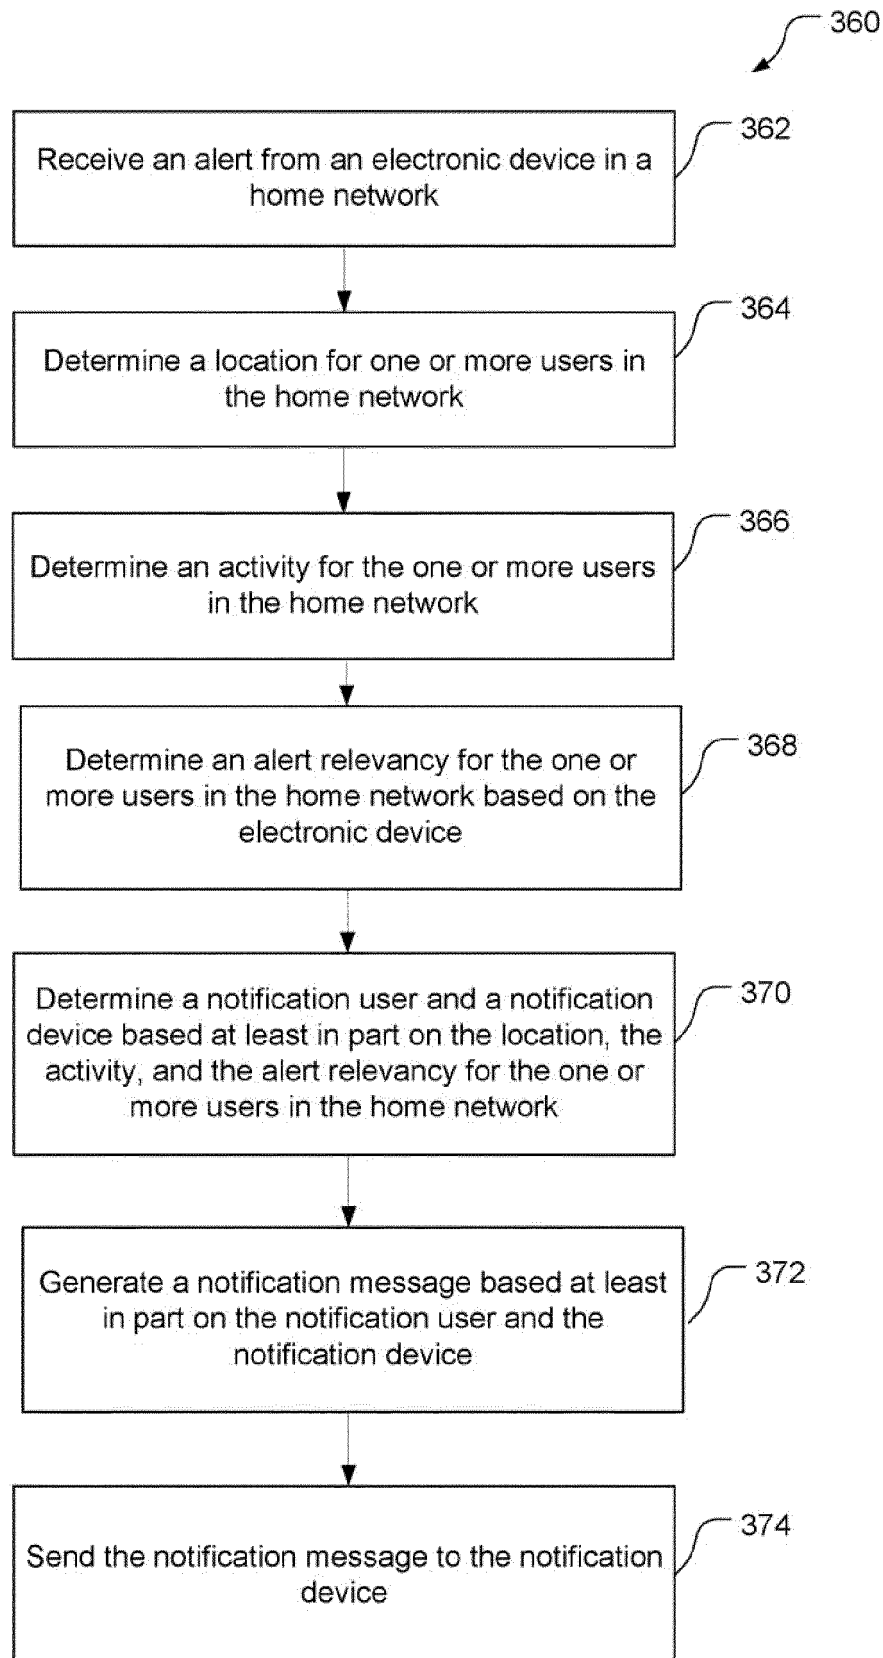 360
362
Receive an alert from an electronic device in a
home network
364
Determine a location for one or more users in
the home network
366
Determine an activity for the one or more users
in the home network
368
Determine an alert relevancy for the one or
more users in the home network based on the
electronic device
370
Determine a notification user and a notification
device based at least in part on the location, the
activity, and the alert relevancy for the one or
more users in the home network
372
Generate a notification message based at least
in part on the notification user and the
notification device
374
Send the notification message to the notification
device